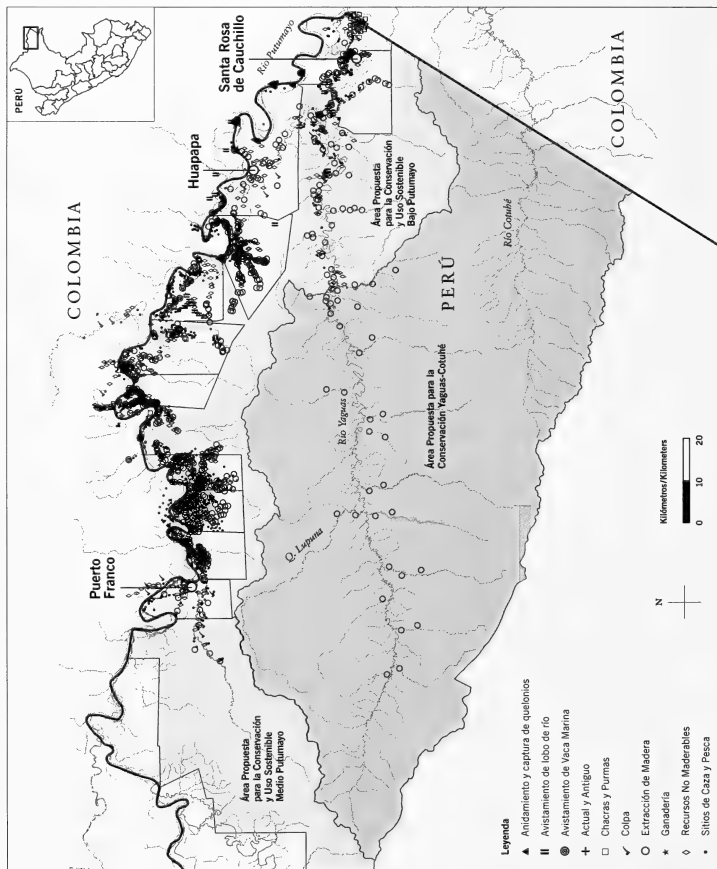 PERÚ
COLOMBIA
Río Putumayo
Santa Rosa
de Cauchillo
Huapapa
Puerto
Franco
COLOMBIA
Área Propuesta
para la Conservación
y Uso Sostenible
Bajo Putumayo
Río Cotuhé
PERÚ
Río Yaguas
Área Propuesta para la
Conservación Yaguas-Cotuhé
Q. Lupuna
Área Propuesta
para la Conservación
y Uso Sostenible
Medio Putumayo
N
Kilómetros/Kilometers
0 10 20
Leyenda
Anidamiento y captura de quelonios
Avistamiento de lobo de río
Avistamiento de Vaca Marina
Actual y Antiguo
Chacras y Purmas
Colpa
Extracción de Madera
Ganadería
Recursos No Maderables
Sitios de Caza y Pesca